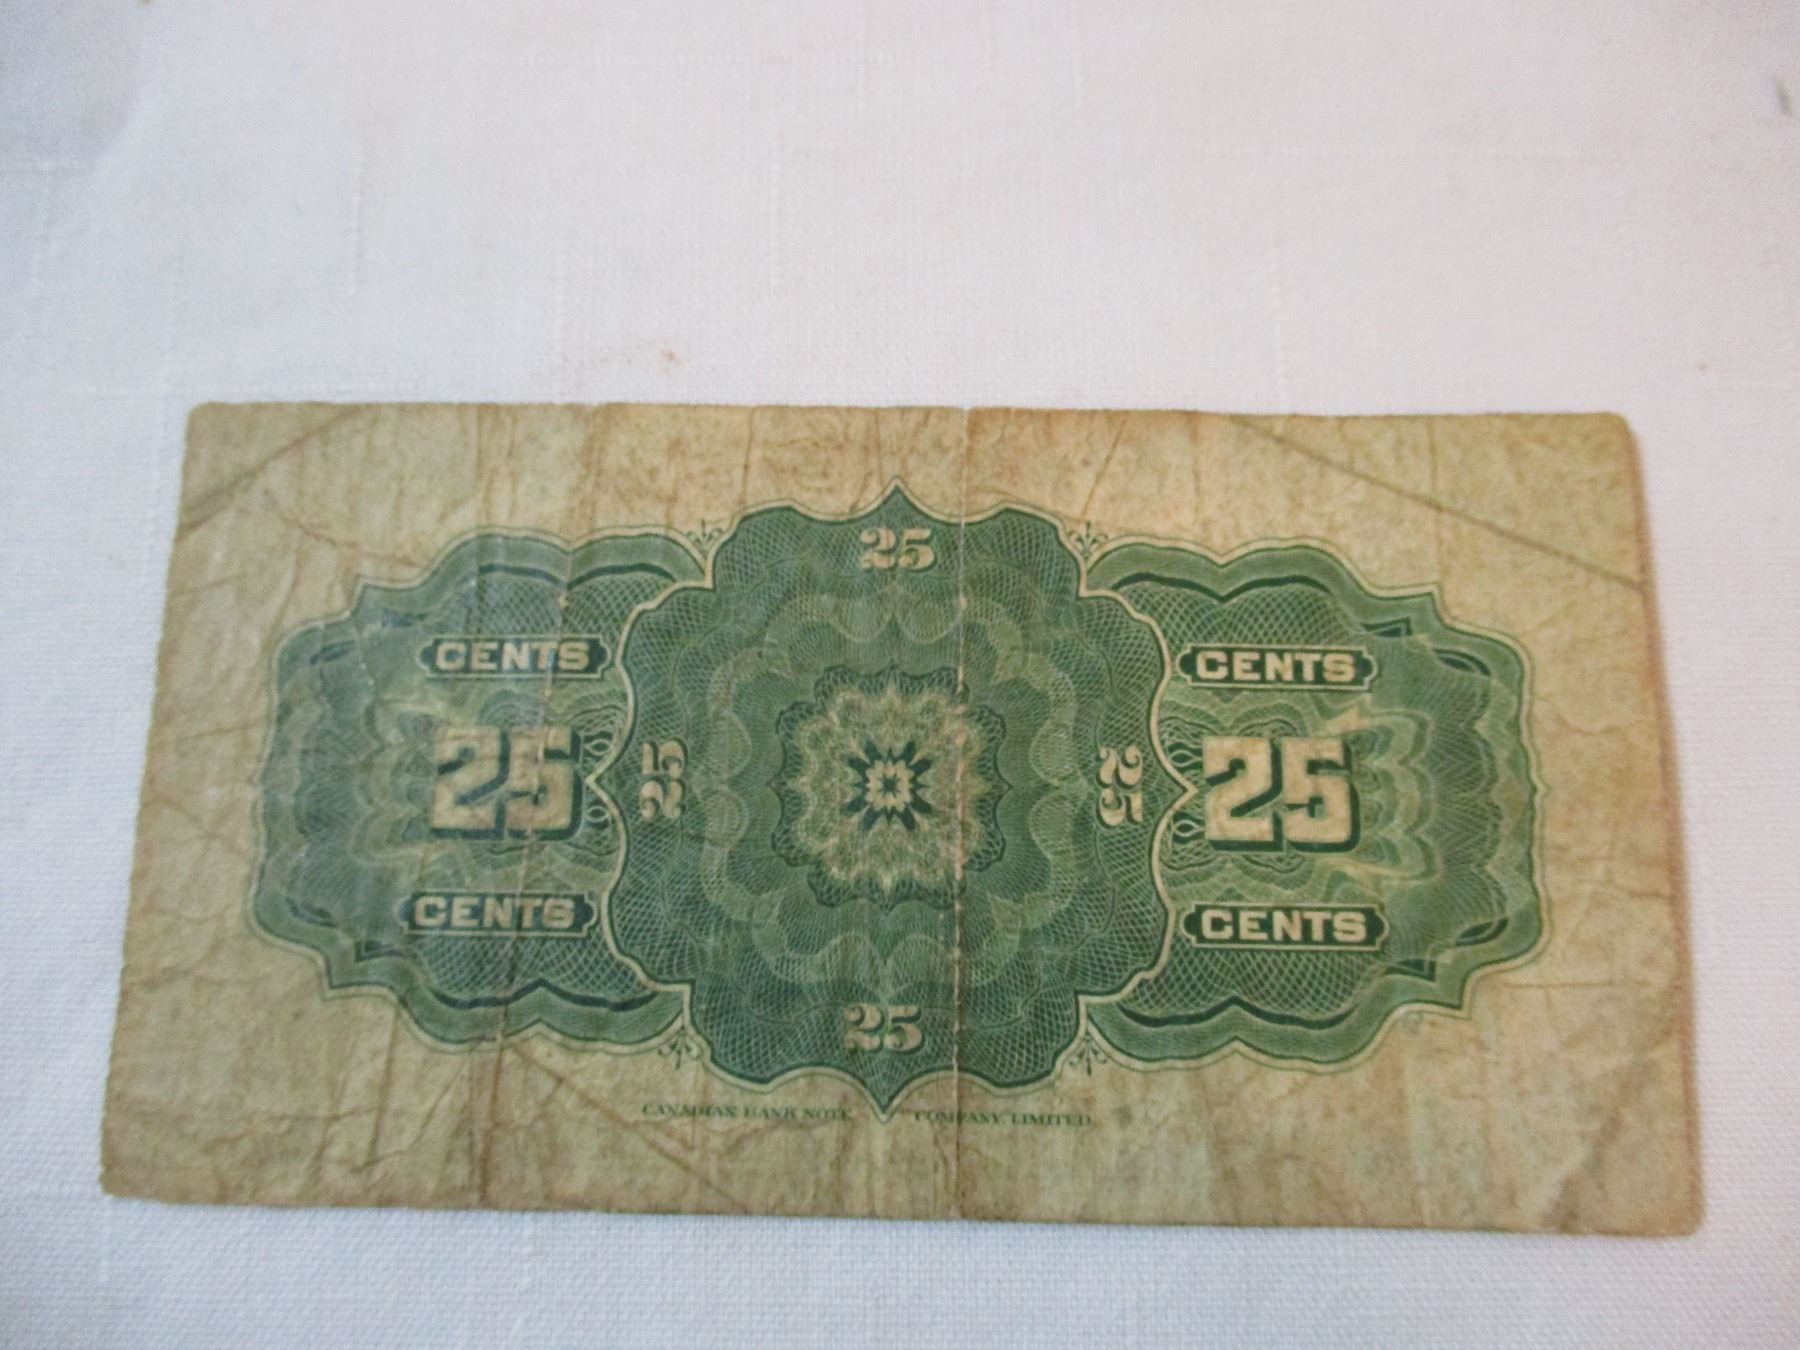 25
CENTS CENTS
25 25 25 25
CENTS CENTS
25
CANADIAN BANK NOTE COMPANY, LIMITED.